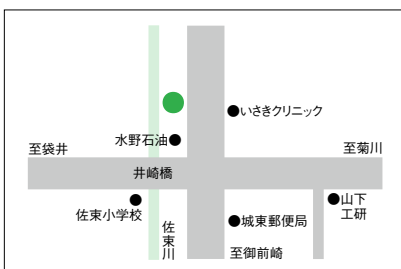 いさきクリニック
水野石油
至袋井
至菊川
井崎橋
佐東小学校
佐東川
城東郵便局
山下
工研
至御前崎